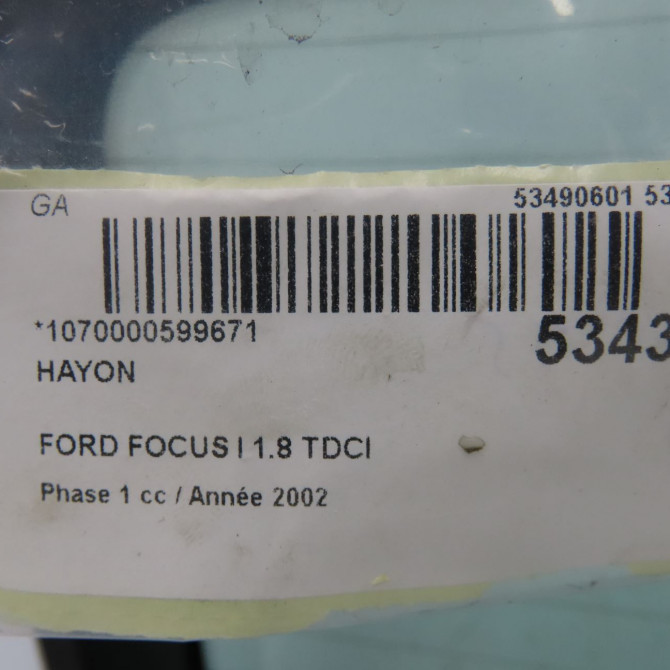 GA
53490601 53
*1070000599671
5343
HAYON
FORD FOCUS I 1.8 TDCI
Phase 1 cc / Année 2002